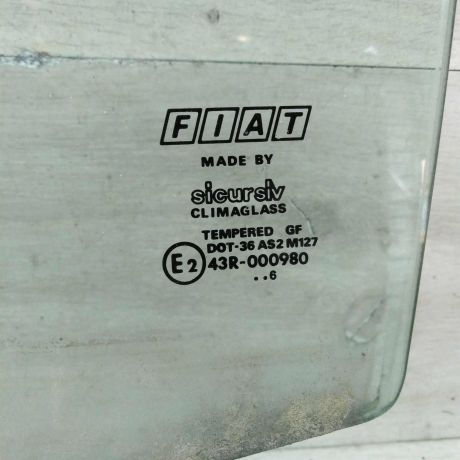 FIAT
MADE BY
sicursiv
CLIMAGLASS
TEMPERED GF
DOT-36 AS2 M127
E2 43R-000980
..6